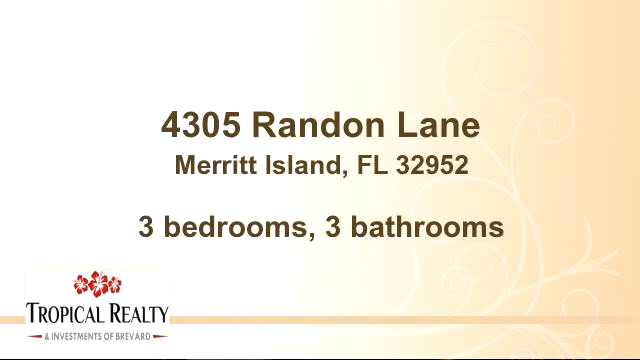 4305 Randon Lane
Merritt Island, FL 32952
3 bedrooms, 3 bathrooms
TROPICAL REALTY
& INVESTMENTS OF BREVARD